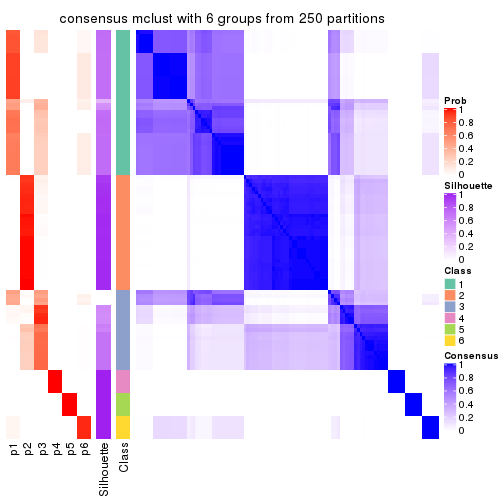 consensus mclust with 6 groups from 250 partitions
Prob
1
0.8
0.6
0.4
0.2
0
Silhouette
1
0.8
0.6
0.4
0.2
0
Class
1
2
3
4
5
6
Consensus
1
0.8
0.6
0.4
0.2
0
p1
p2
p3
p4
p5
p6
Silhouette
Class